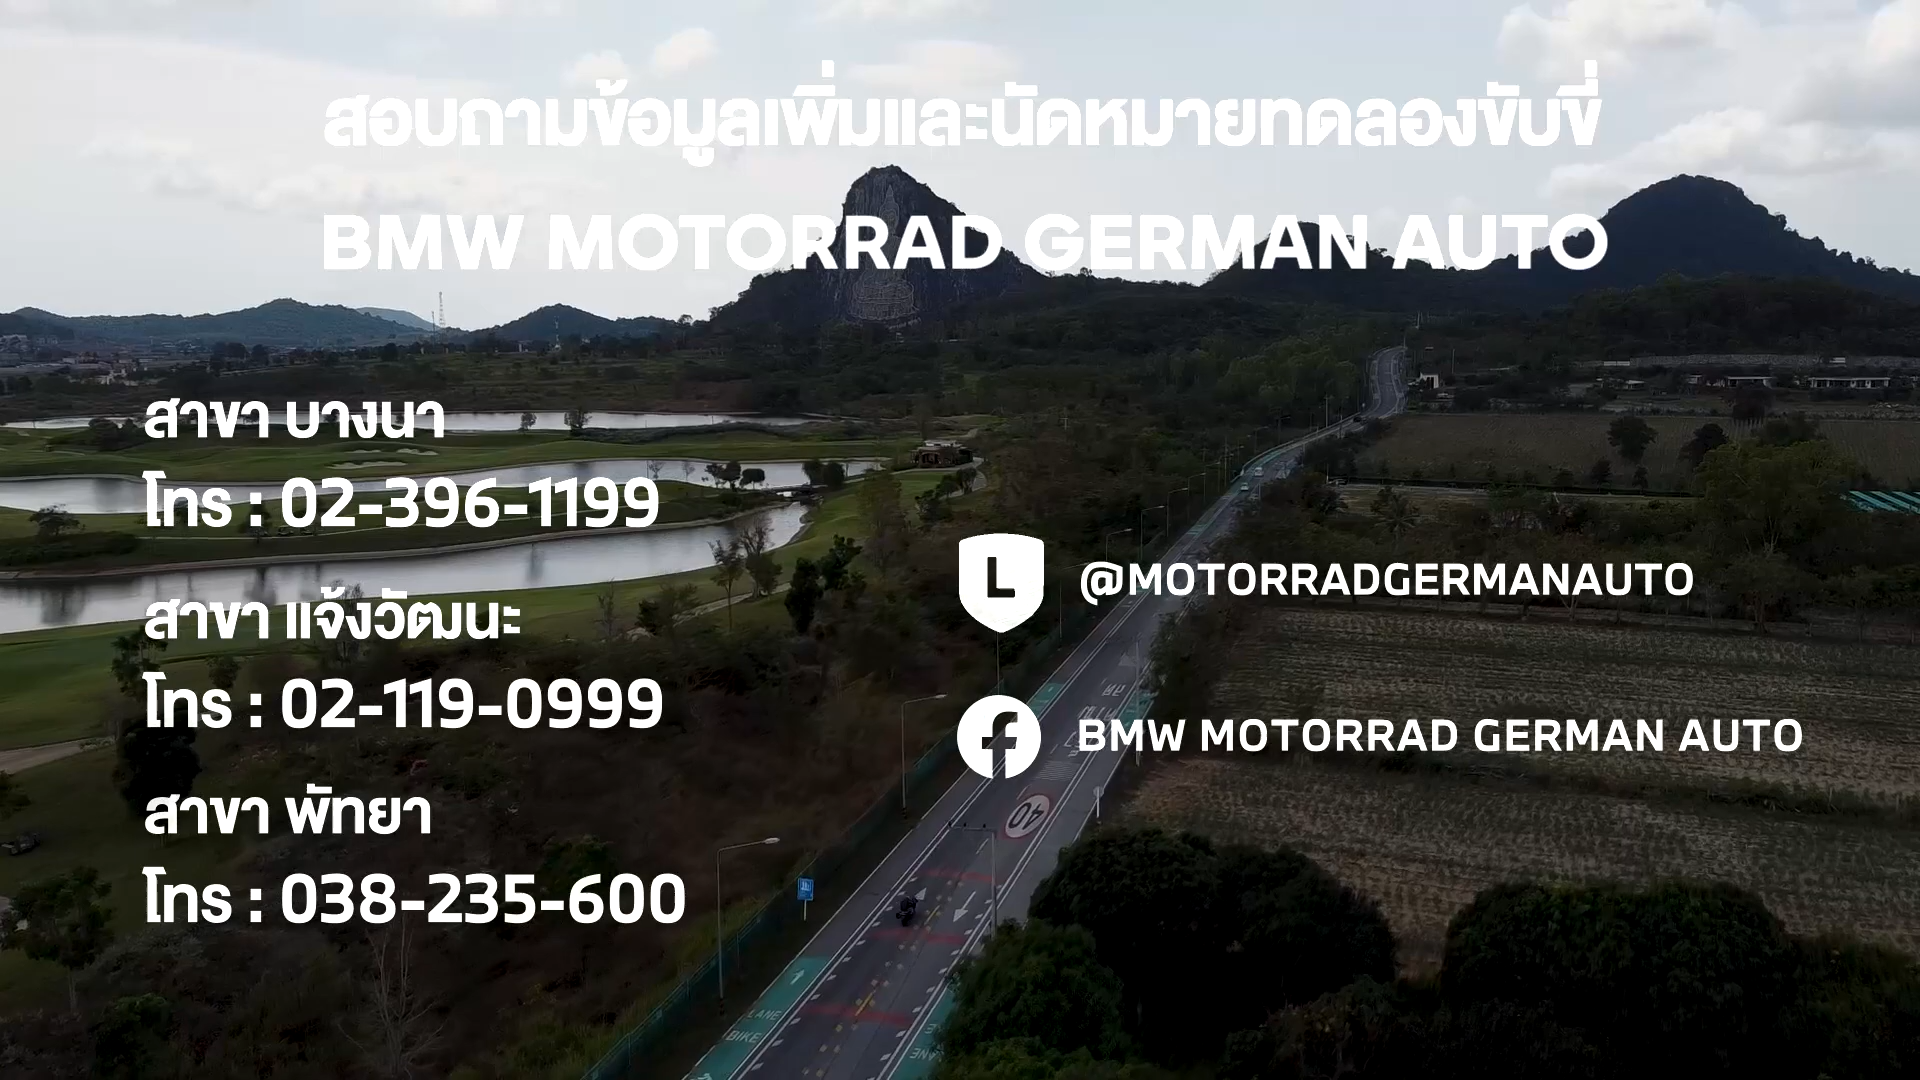 สอบถามข้อมูลเพิ่มและนัดหมายทดลองขับขี่
BMW MOTORRAD GERMAN AUTO
สาขา บางนา
โทร : 02-396-1199
สาขา แจ้งวัฒนะ
โทร : 02-119-0999
สาขา พัทยา
โทร : 038-235-600
L @MOTORRADGERMANAUTO
BMW MOTORRAD GERMAN AUTO
40
LANE
BIKE